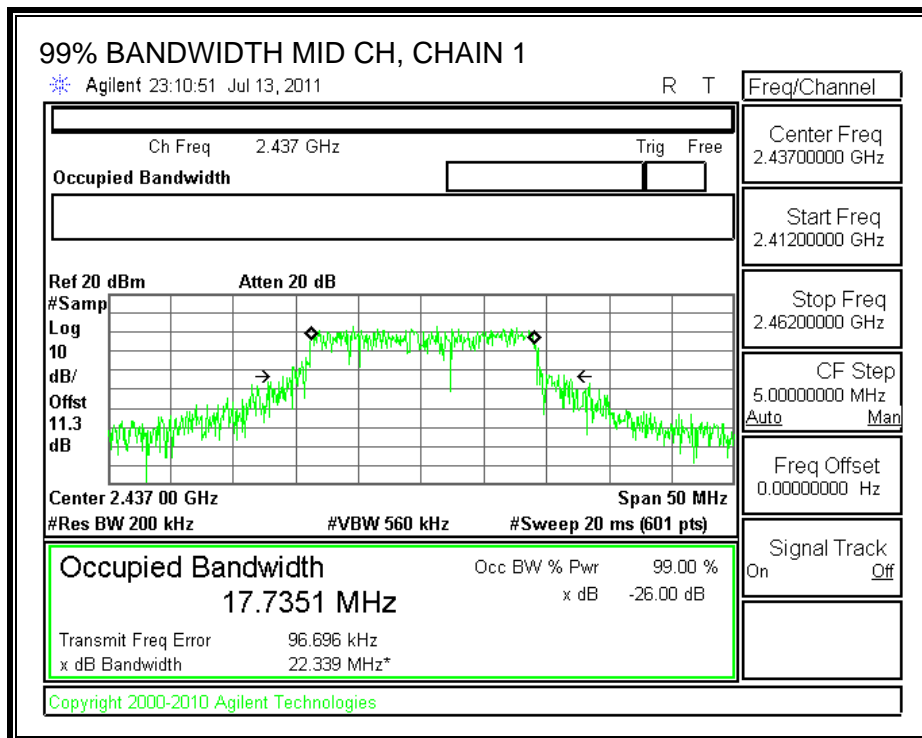 99% BANDWIDTH MID CH, CHAIN 1
Agilent 23:10:51 Jul 13, 2011 R T
Freq/Channel
Ch Freq 2.437 GHz Trig Free
Occupied Bandwidth
Center Freq
2.43700000 GHz
Start Freq
2.41200000 GHz
Stop Freq
2.46200000 GHz
CF Step
5.00000000 MHz
Auto Man
Freq Offset
0.00000000 Hz
Signal Track
On Off
Ref 20 dBm Atten 20 dB
#Samp
Log
10
dB/
Offst
11.3
dB
Center 2.437 00 GHz Span 50 MHz
#Res BW 200 kHz #VBW 560 kHz #Sweep 20 ms (601 pts)
Occupied Bandwidth
17.7351 MHz
Occ BW % Pwr 99.00 %
x dB -26.00 dB
Transmit Freq Error 96.696 kHz
x dB Bandwidth 22.339 MHz*
Copyright 2000-2010 Agilent Technologies